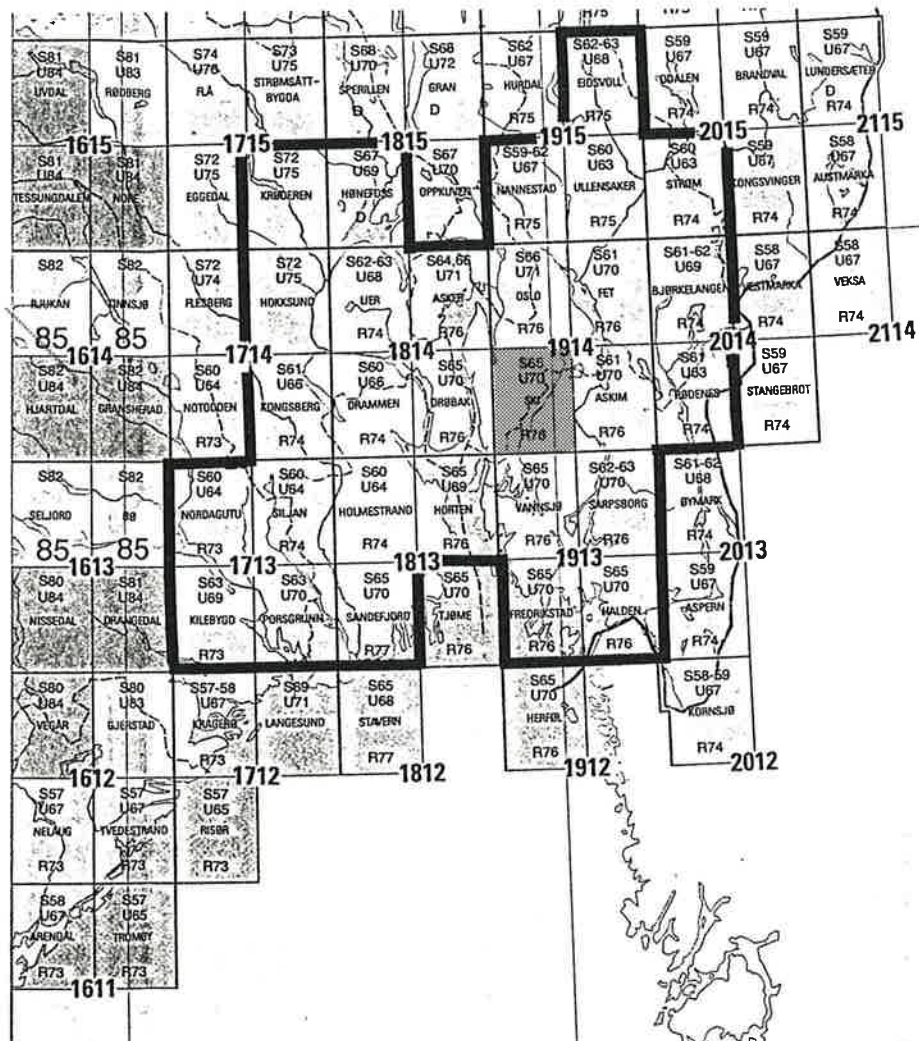 R75
S81
U84
UVDAL
S81
U83
RØDBERG
S74
U76
FLÅ
S73
U75
STRØMSÅTT-
BYGDA
S68
U70
SPERILLEN
D
S68
U72
GRAN
D
S62
U67
HURDAL
R75
S62-63
U68
EIDSVOLL
R75
S59
U67
ODALEN
R74
S59
U67
BRANDVAL
R74
S59
U67
LUNDERSÆTER
D
R74
1615
1715
1815
1915
2015
2115
S81
U84
TESSUNGDALEN
S81
U84
NORE
S72
U75
EGGEDAL
S72
U75
KRØDEREN
S67
U69
HØNEFOSS
D
S67
U70
OPPKUVEN
S59-62
U67
NANNESTAD
R75
S60
U63
ULLENSAKER
R75
S60
U63
STRØM
R74
S59
U67
KONGSVINGER
R74
S58
U67
AUSTMARKA
R74
S82
RJUKAN
85
S82
TINNSJØ
85
S72
U74
FLESBERG
S72
U75
HOKKSUND
S62-63
U68
LIER
R74
S64,66
U71
ASKER
R76
S66
U71
OSLO
R76
S61
U70
FET
R76
S61-62
U69
BJØRKELANGEN
R74
S58
U67
VESTMARKA
R74
S58
U67
VEKSA
R74
1614
1714
1814
1914
2014
2114
S82
U84
HJARTDAL
S82
U84
GRANSHERAD
S60
U64
NOTODDEN
R73
S61
U66
KONGSBERG
R74
S60
U66
DRAMMEN
R74
S65
U70
DRØBAK
R76
S65
U70
SKI
R76
S61
U70
ASKIM
R76
S61
U63
RØDENES
R74
S59
U67
STANGEBROT
R74
S82
SELJORD
85
S82
BØ
85
S60
U64
NORDAGUTU
R73
S60
U64
SILJAN
R74
S60
U64
HOLMESTRAND
R74
S65
U69
HORTEN
R76
S65
U70
VANNSJØ
R76
S62-63
U70
SARPSBORG
R76
S61-62
U68
ØYMARK
R74
1613
1713
1813
1913
2013
S80
U84
NISSEDAL
S81
U84
DRANGEDAL
S63
U69
KILEBYGD
R73
S63
U70
PORSGRUNN
S65
U70
SANDEFJORD
R77
S65
U70
TJØME
R76
S65
U70
FREDRIKSTAD
R76
S65
U70
HALDEN
R76
S59
U67
ASPERN
R74
S80
U84
VEGÅR
S80
U83
GJERSTAD
S57-58
U67
KRAGERØ
R73
S69
U71
LANGESUND
S65
U68
STAVERN
R77
S65
U70
HERFØL
R76
S58-59
U67
KORNSJØ
R74
1612
1712
1812
1912
2012
S57
U67
NELAUG
R73
S57
U67
TVEDESTRAND
R73
S57
U65
RISØR
R73
S58
U67
ARENDAL
R73
S57
U65
TROMØY
R73
1611